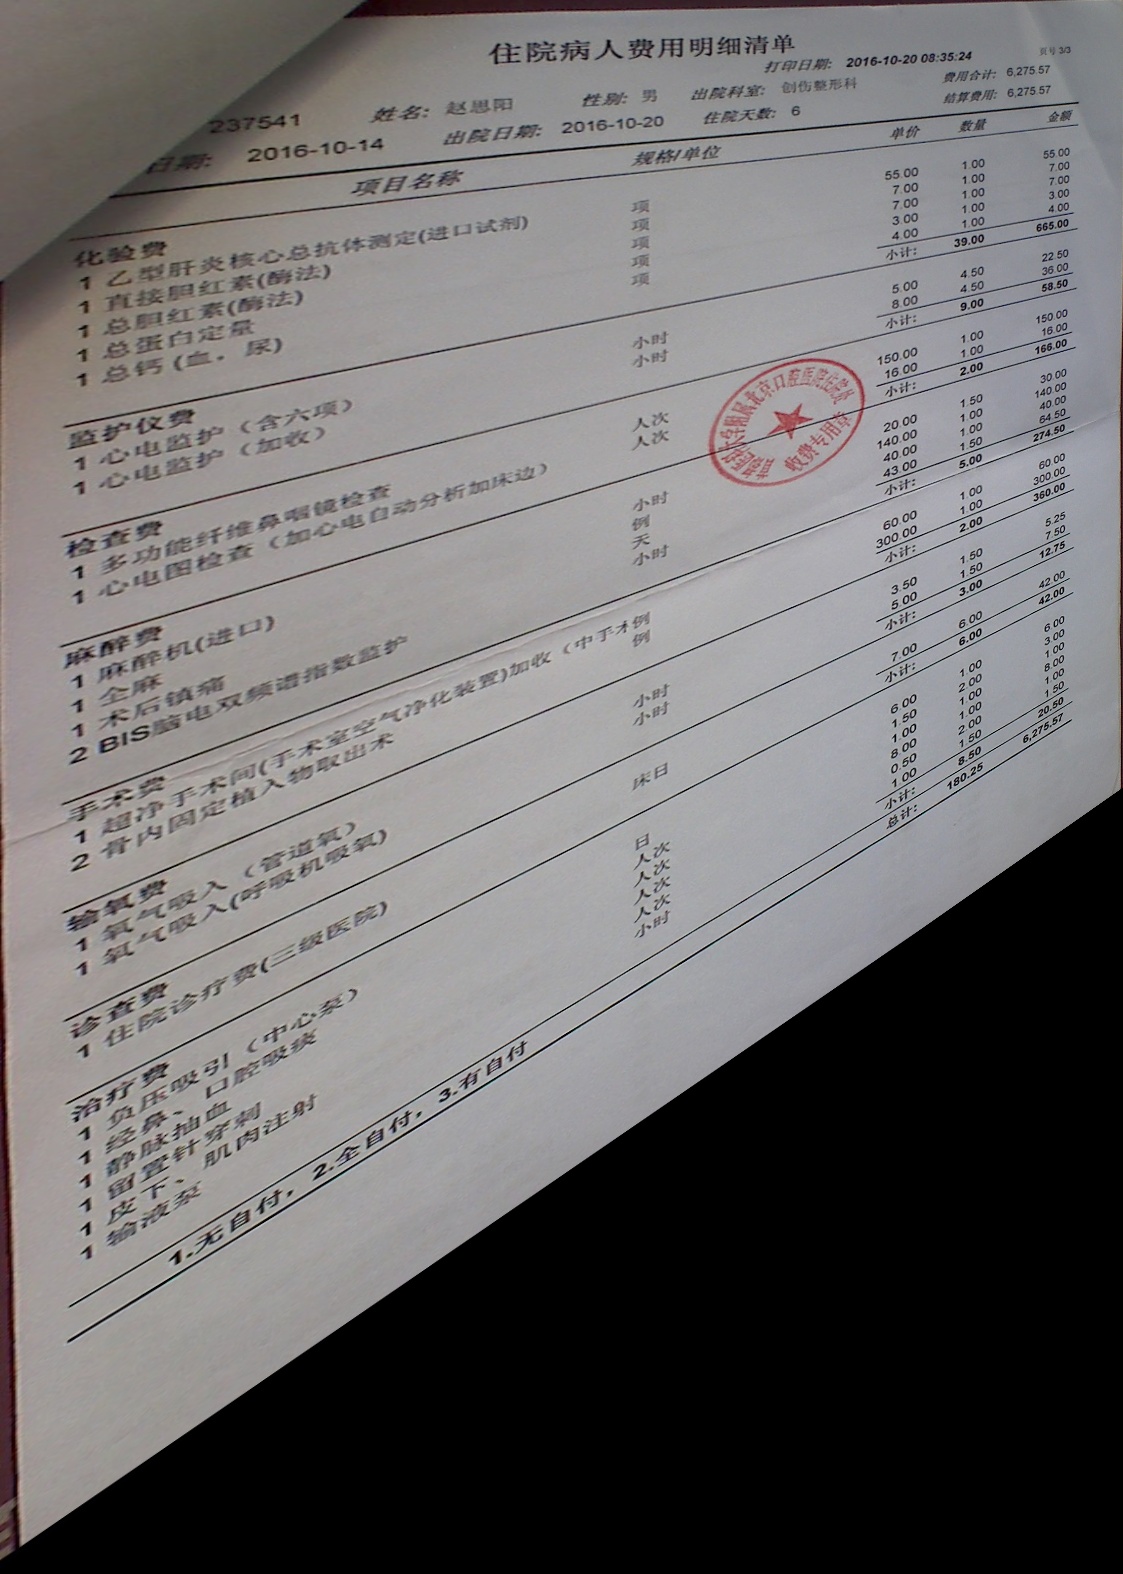 住院病人费用明细清单
页号 3/3
打印日期: 2016-10-20 08:35:24
费用合计: 6,275.57
237541 姓名: 赵思阳 性别: 男 出院科室: 创伤整形科 结算费用: 6,275.57
日期: 2016-10-14 出院日期: 2016-10-20 住院天数: 6
项目名称 规格/单位 单价 数量 金额
化验费
1 乙型肝炎核心总抗体测定(进口试剂) 项 55.00 1.00 55.00
1 直接胆红素(酶法) 项 7.00 1.00 7.00
1 总胆红素(酶法) 项 7.00 1.00 7.00
1 总蛋白定量 项 3.00 1.00 3.00
1 总钙(血、尿) 项 4.00 1.00 4.00
小计: 39.00 665.00
监护仪费
1 心电监护(含六项) 小时 5.00 4.50 22.50
1 心电监护(加收) 小时 8.00 4.50 36.00
小计: 9.00 58.50
检查费
1 多功能纤维鼻咽镜检查 人次 150.00 1.00 150.00
1 心电图检查(加心电自动分析加床边) 人次 16.00 1.00 16.00
小计: 2.00 166.00
麻醉费
1 麻醉机(进口) 小时 20.00 1.50 30.00
1 全麻 例 140.00 1.00 140.00
1 术后镇痛 天 40.00 1.00 40.00
2 BIS脑电双频谱指数监护 小时 43.00 1.50 64.50
小计: 5.00 274.50
手术费
1 超净手术间(手术室空气净化装置)加收(中手术 例 60.00 1.00 60.00
2 骨内固定植入物取出术 例 300.00 1.00 300.00
小计: 2.00 360.00
输氧费
1 氧气吸入(管道氧) 小时 3.50 1.50 5.25
1 氧气吸入(呼吸机吸氧) 小时 5.00 1.50 7.50
小计: 3.00 12.75
诊查费
1 住院诊疗费(三级医院) 床日 7.00 6.00 42.00
小计: 6.00 42.00
治疗费
1 负压吸引(中心泵) 日 6.00 1.00 6.00
1 经鼻、口腔吸痰 人次 1.50 2.00 3.00
1 静脉抽血 人次 1.00 1.00 1.00
1 留置针穿刺 人次 8.00 1.00 8.00
1 皮下、肌肉注射 人次 0.50 2.00 1.00
1 输液泵 小时 1.00 1.50 1.50
小计: 8.50 20.50
总计: 180.25 6,275.57
1.无自付, 2.全自付, 3.有自付
首都医科大学附属北京口腔医院住院处
收费专用章